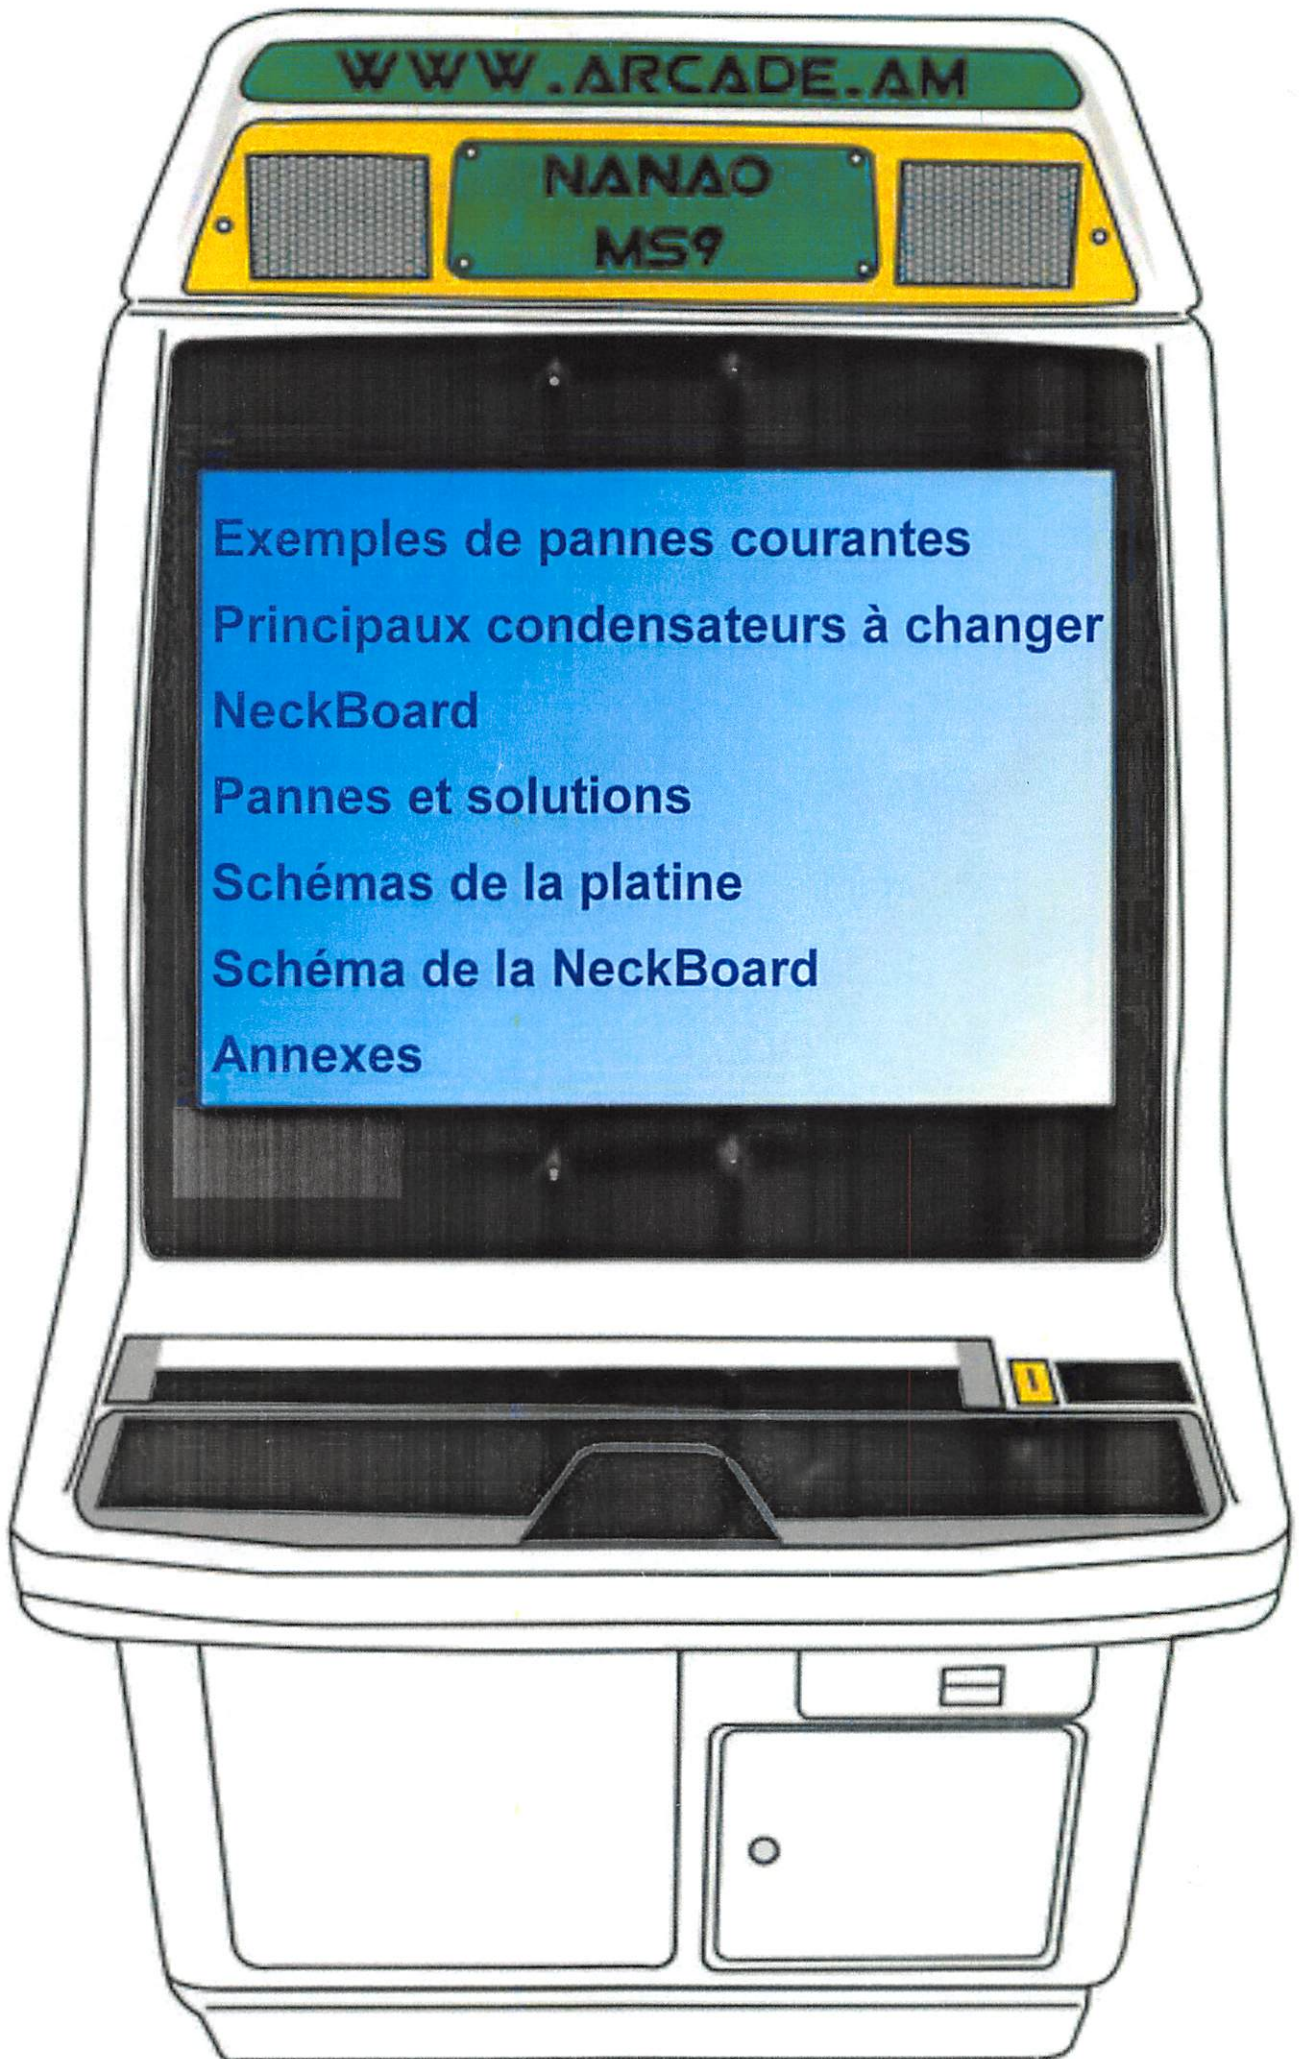 WWW.ARCADE.AM
NANAO
MS9
Exemples de pannes courantes
Principaux condensateurs à changer
NeckBoard
Pannes et solutions
Schémas de la platine
Schéma de la NeckBoard
Annexes